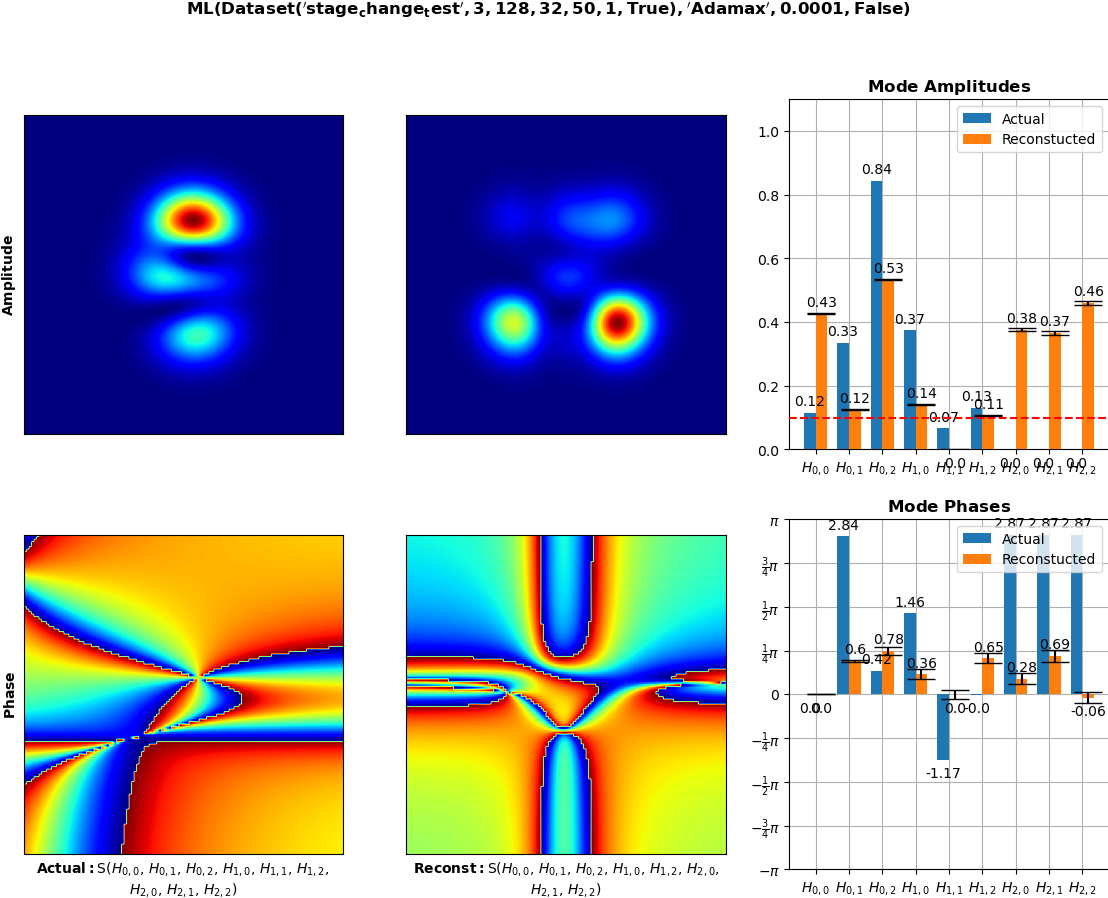 ML(Dataset('stage_change_test', 3, 128, 32, 50, 1, True), 'Adamax', 0.0001, False)
Mode Amplitudes
Amplitude
1.0
0.8
0.6
0.4
0.2
0.0
Actual
Reconstucted
0.12
0.33
0.84
0.37
0.07
0.13
0.0
0.0
0.0
0.43
0.12
0.53
0.14
0.0
0.11
0.38
0.37
0.46
H0,0 H0,1 H0,2 H1,0 H1,1 H1,2 H2,0 H2,1 H2,2
Mode Phases
Phase
π
3/4π
1/2π
1/4π
0
−1/4π
−1/2π
−3/4π
−π
Actual
Reconstucted
0.0
2.84
0.42
1.46
-1.17
-0.0
2.87
2.87
2.87
0.0
0.6
0.78
0.36
0.0
0.65
0.28
0.69
-0.06
H0,0 H0,1 H0,2 H1,0 H1,1 H1,2 H2,0 H2,1 H2,2
Actual: S(H0,0, H0,1, H0,2, H1,0, H1,1, H1,2,
H2,0, H2,1, H2,2)
Reconst: S(H0,0, H0,1, H0,2, H1,0, H1,2, H2,0,
H2,1, H2,2)